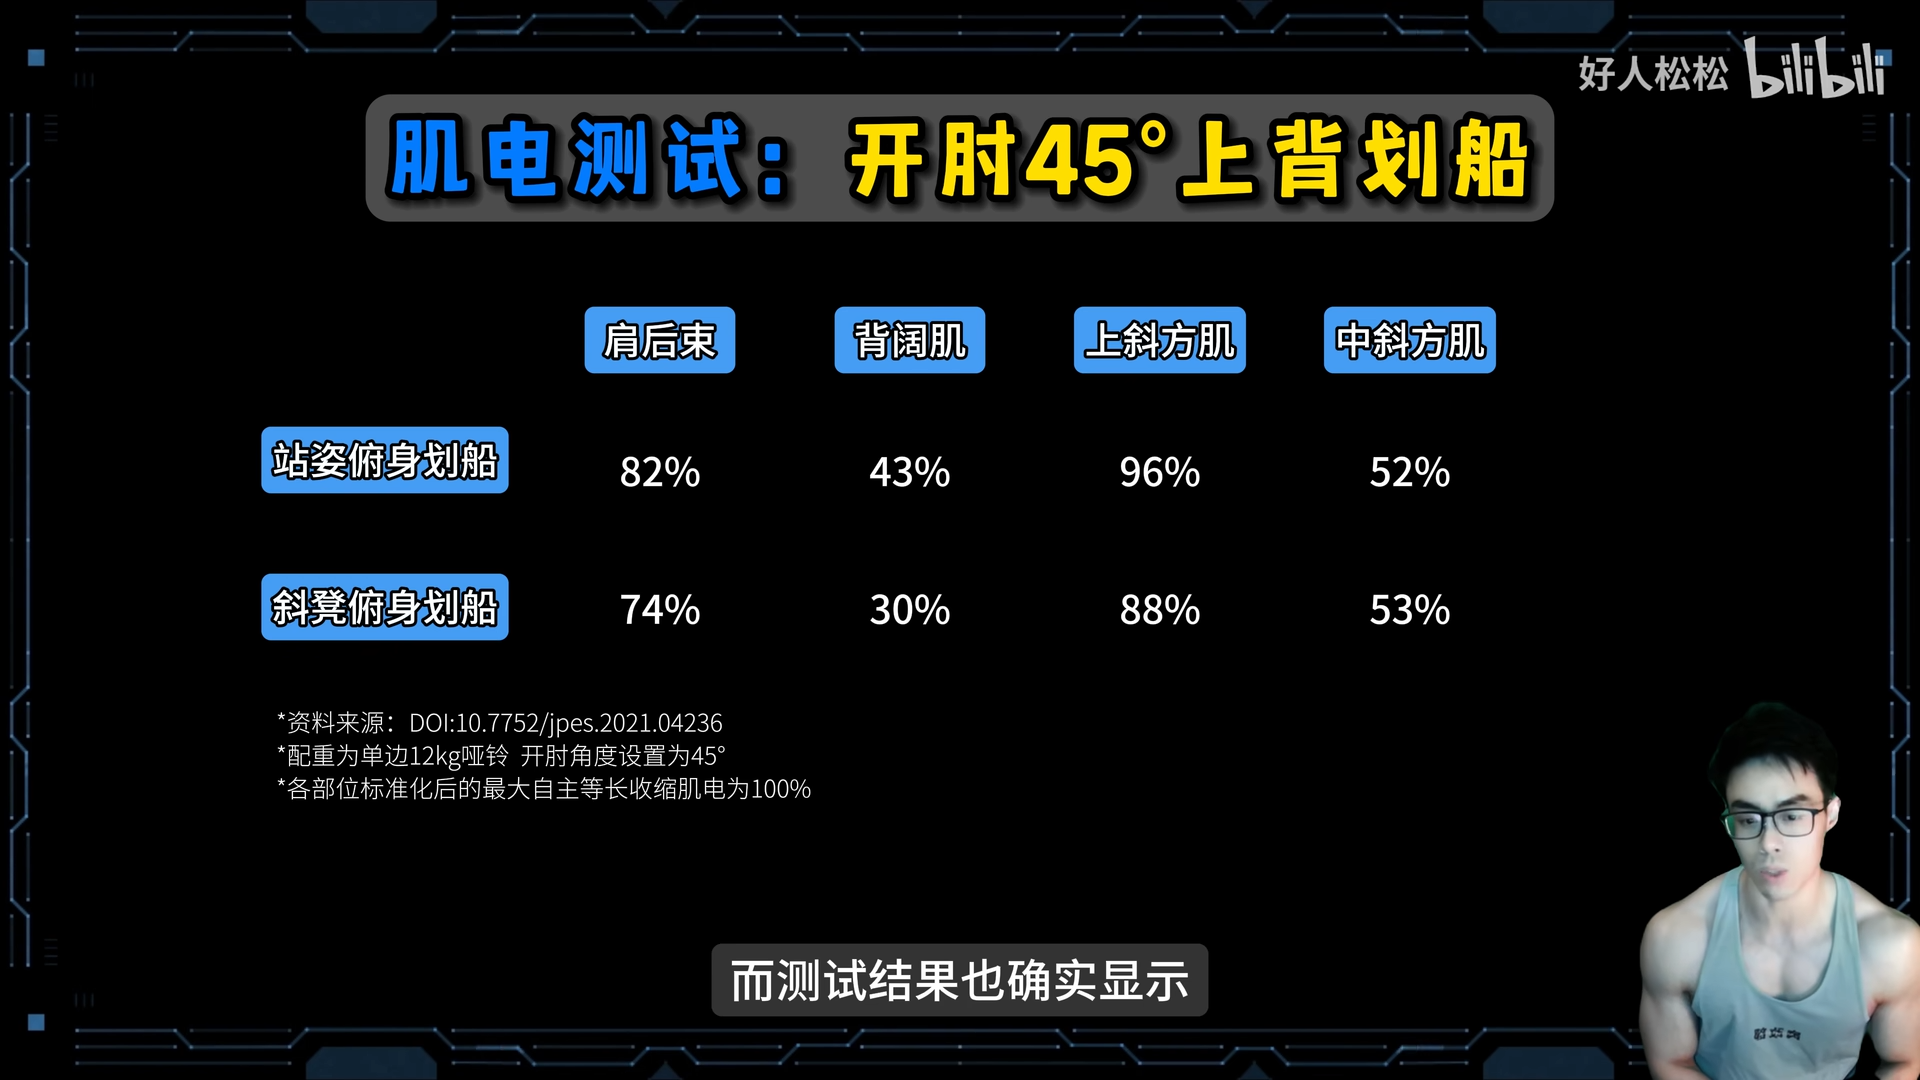 好人松松 bilibili
肌电测试：开肘45°上背划船
肩后束 背阔肌 上斜方肌 中斜方肌
站姿俯身划船 82% 43% 96% 52%
斜凳俯身划船 74% 30% 88% 53%
*资料来源：DOI:10.7752/jpes.2021.04236
*配重为单边12kg哑铃 开肘角度设置为45°
*各部位标准化后的最大自主等长收缩肌电为100%
而测试结果也确实显示